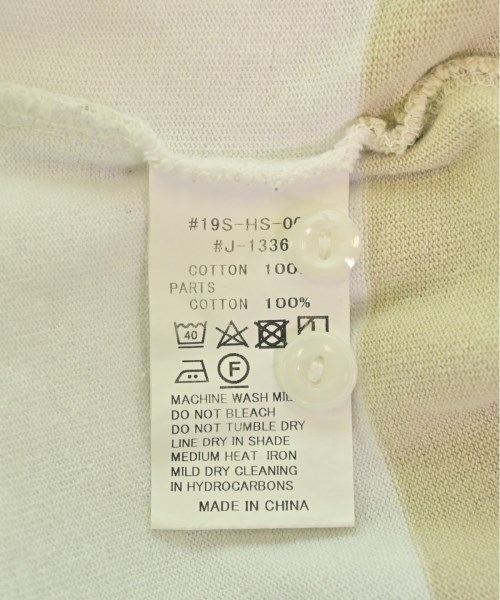 #19S-HS-0
#J-1336
COTTON 100
PARTS
COTTON 100%
40
F
MACHINE WASH
DO NOT BLEACH
DO NOT TUMBLE DRY
LINE DRY IN SHADE
MEDIUM HEAT IRON
MILD DRY CLEANING
IN HYDROCARBONS
MADE IN CHINA